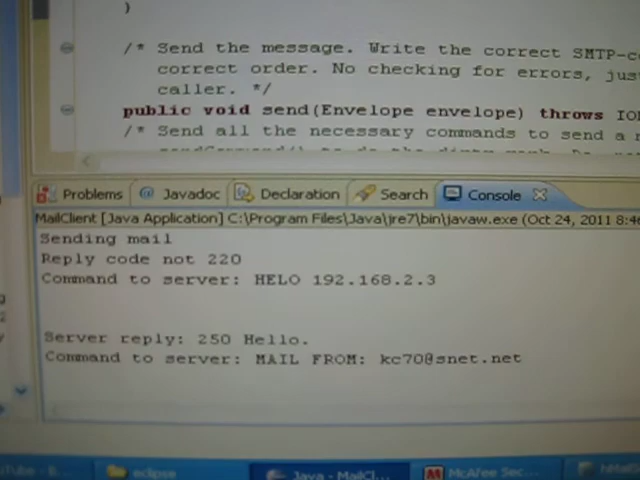 }
/* Send the message. Write the correct SMTP-c
correct order. No checking for errors, jus
caller. */
public void send(Envelope envelope) throws IO
/* Send all the necessary commands to send a
Problems Javadoc Declaration Search Console
MailClient [Java Application] C:\Program Files\Java\jre7\bin\javaw.exe (Oct 24, 2011 8:4
Sending mail
Reply code not 220
Command to server: HELO 192.168.2.3
Server reply: 250 Hello.
Command to server: MAIL FROM: kc70@snet.net
eclipse Java - MailCl... McAfee Sec...